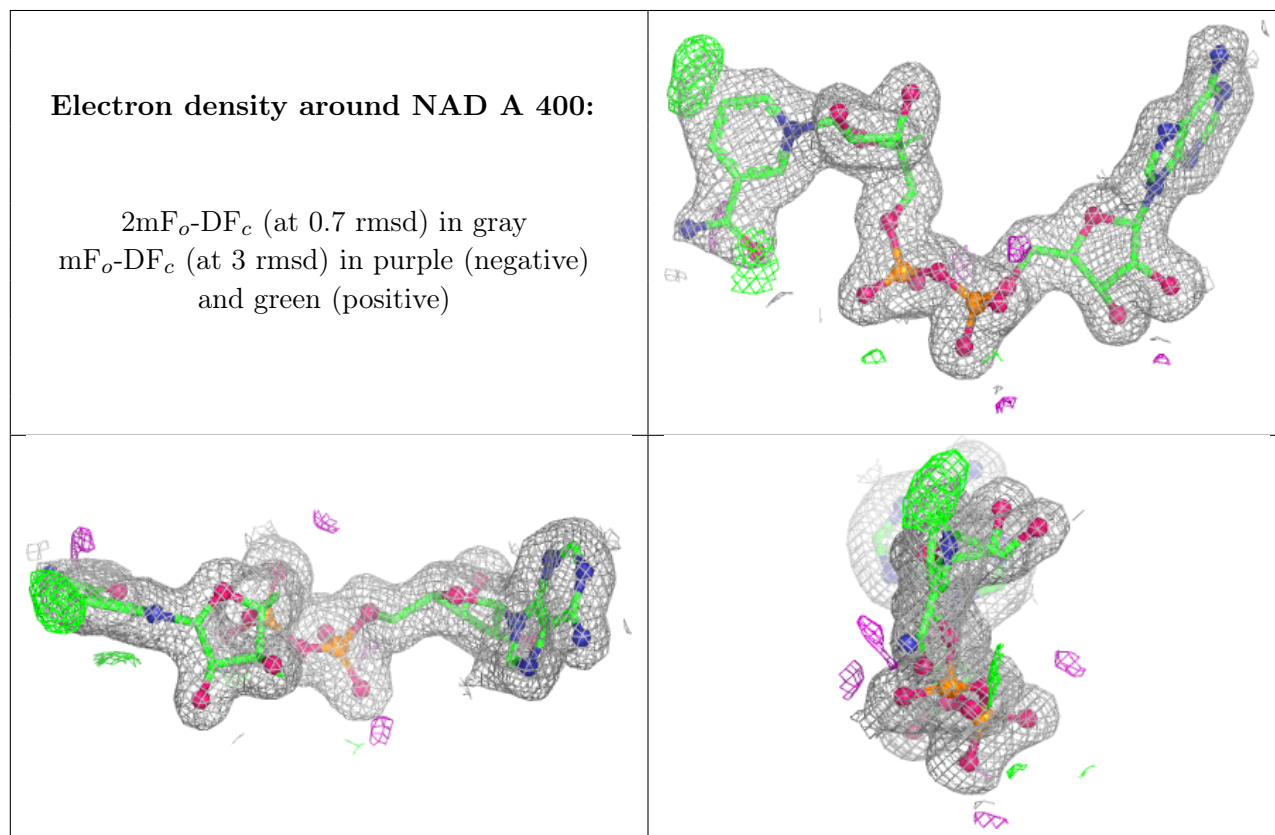 Electron density around NAD A 400:
2mFo-DFc (at 0.7 rmsd) in gray
mFo-DFc (at 3 rmsd) in purple (negative)
and green (positive)